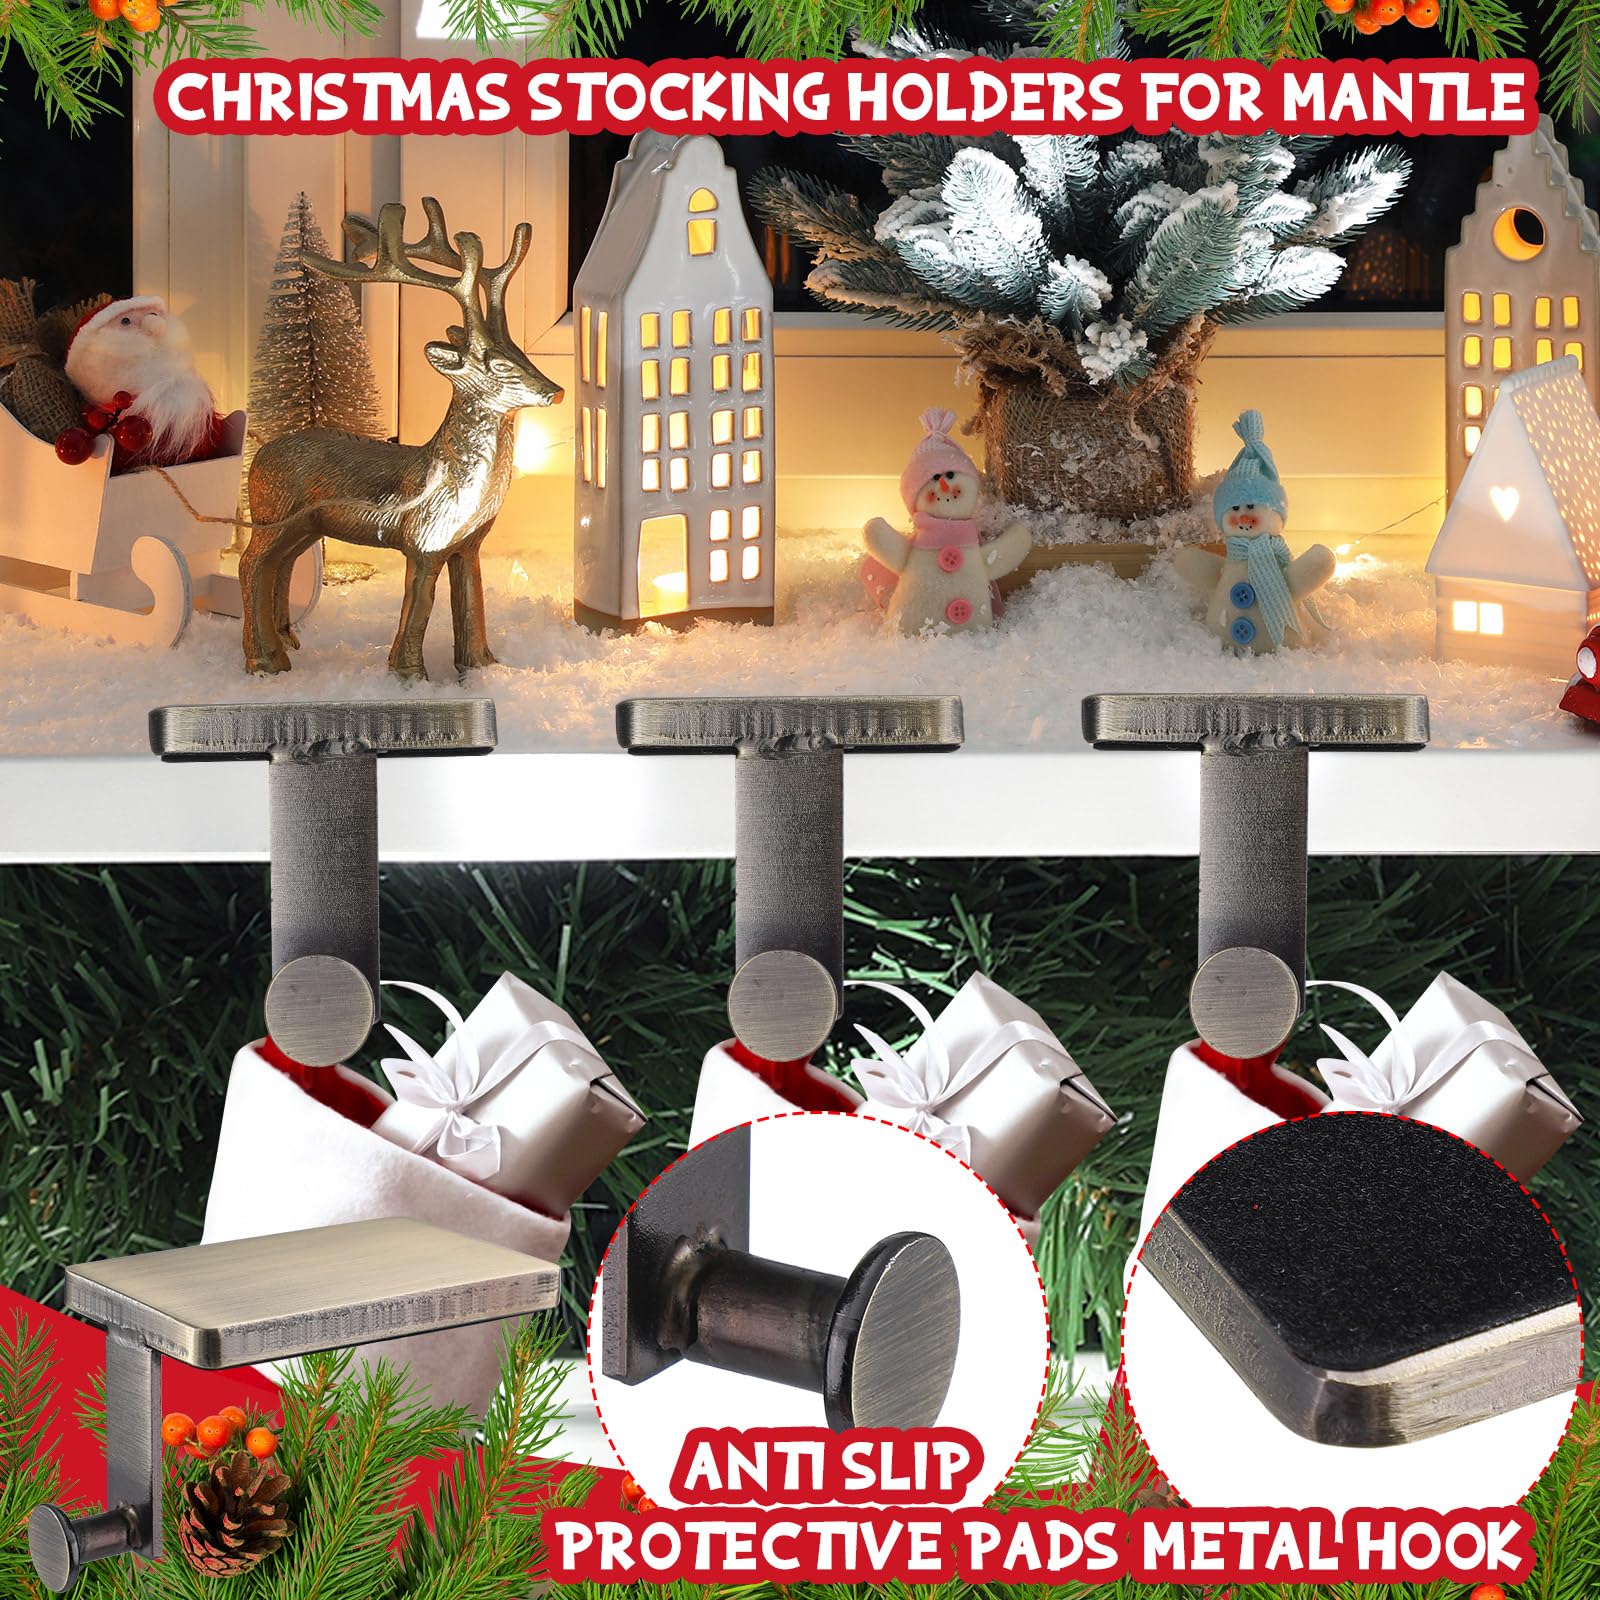 CHRISTMAS STOCKING HOLDERS FOR MANTLE
ANTI SLIP
PROTECTIVE PADS METAL HOOK